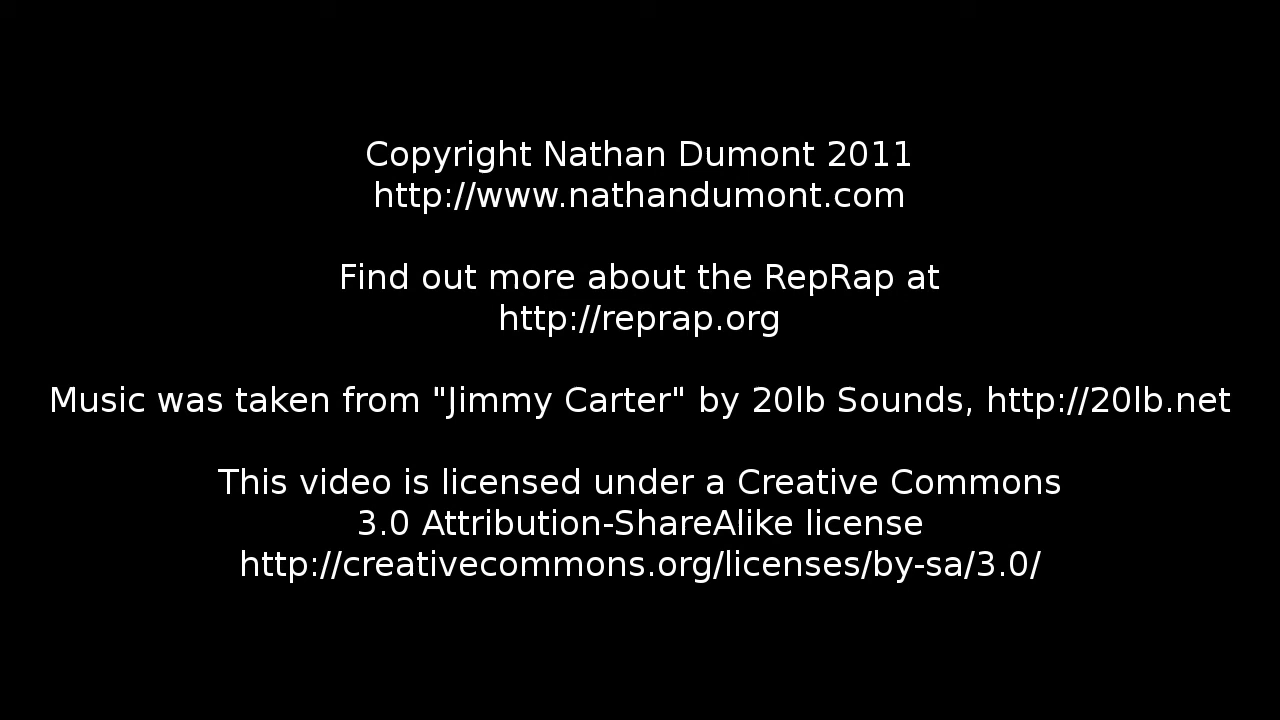 Copyright Nathan Dumont 2011
http://www.nathandumont.com
Find out more about the RepRap at
http://reprap.org
Music was taken from "Jimmy Carter" by 20lb Sounds, http://20lb.net
This video is licensed under a Creative Commons
3.0 Attribution-ShareAlike license
http://creativecommons.org/licenses/by-sa/3.0/